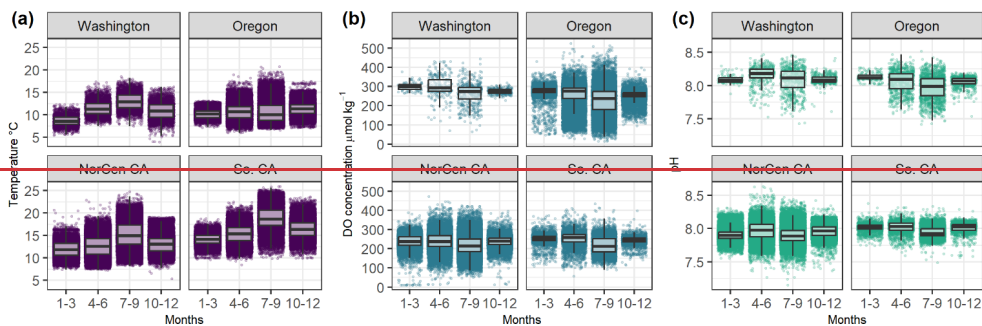 (a)
Washington
Oregon
25
20
15
10
5
NorCen CA
So. CA
25
20
15
10
5
Temperature °C
1-3 4-6 7-9 10-12
1-3 4-6 7-9 10-12
Months
(b)
Washington
Oregon
500
400
300
200
100
0
NorCen CA
So. CA
500
400
300
200
100
0
DO concentration µmol kg⁻¹
1-3 4-6 7-9 10-12
1-3 4-6 7-9 10-12
Months
(c)
Washington
Oregon
8.5
8.0
7.5
NorCen CA
So. CA
8.5
8.0
7.5
pH
1-3 4-6 7-9 10-12
1-3 4-6 7-9 10-12
Months